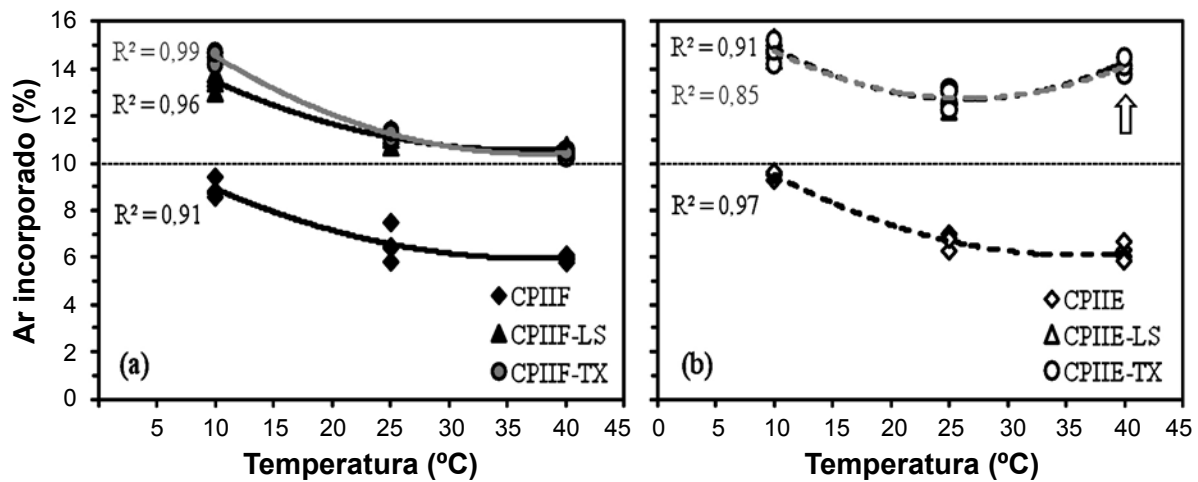 Ar incorporado (%)
16
14
12
10
8
6
4
2
0
R² = 0,99
R² = 0,96
R² = 0,91
CPIIF
CPIIF-LS
CPIIF-TX
(a)
5 10 15 20 25 30 35 40 45
Temperatura (ºC)
R² = 0,91
R² = 0,85
R² = 0,97
CPIIE
CPIIE-LS
CPIIE-TX
(b)
0 5 10 15 20 25 30 35 40 45
Temperatura (ºC)